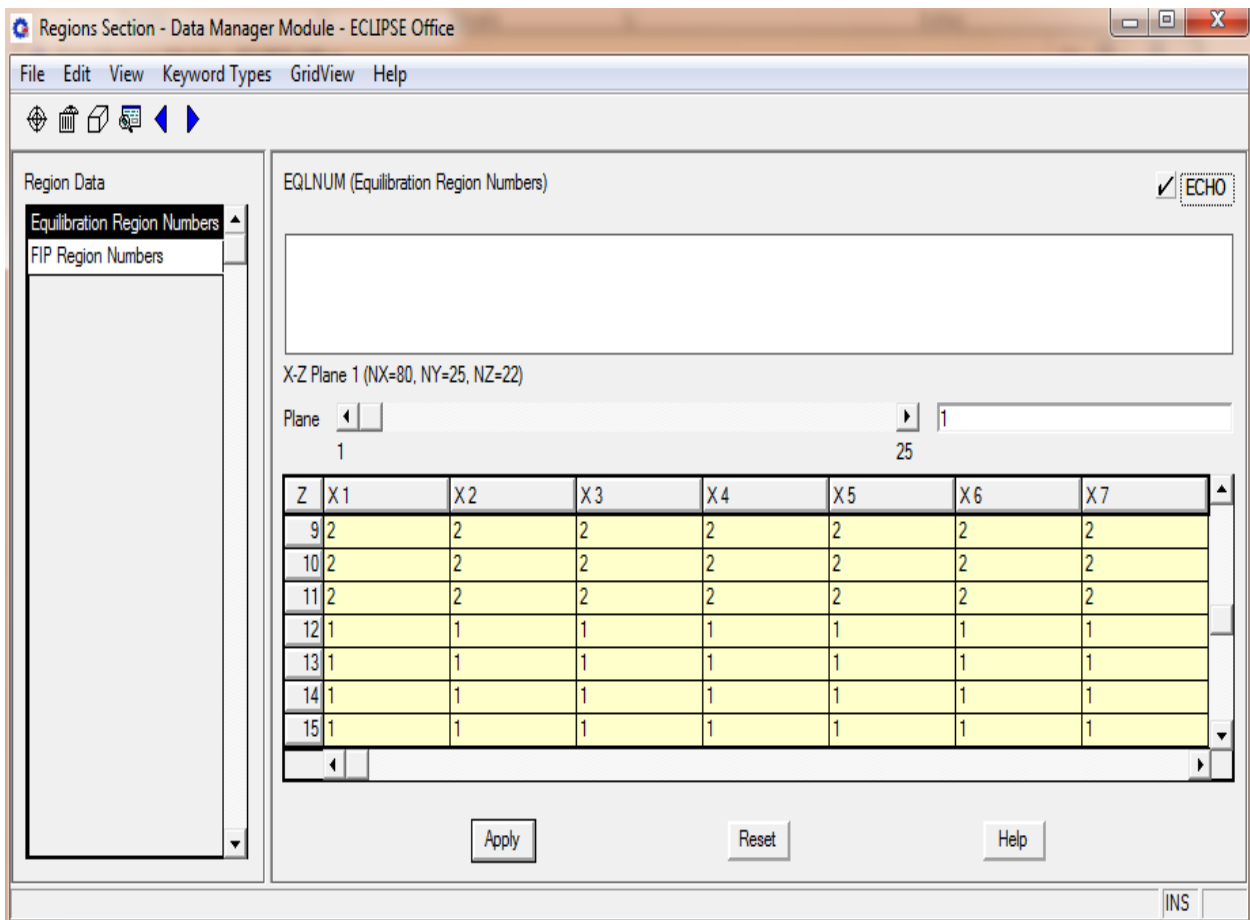 Regions Section - Data Manager Module - ECLIPSE Office
File Edit View Keyword Types GridView Help
Region Data
Equilibration Region Numbers
FIP Region Numbers
EQLNUM (Equilibration Region Numbers)
ECHO
X-Z Plane 1 (NX=80, NY=25, NZ=22)
Plane 1
1 25
Z X 1 X 2 X 3 X 4 X 5 X 6 X 7
9 2 2 2 2 2 2 2
10 2 2 2 2 2 2 2
11 2 2 2 2 2 2 2
12 1 1 1 1 1 1 1
13 1 1 1 1 1 1 1
14 1 1 1 1 1 1 1
15 1 1 1 1 1 1 1
Apply Reset Help
INS